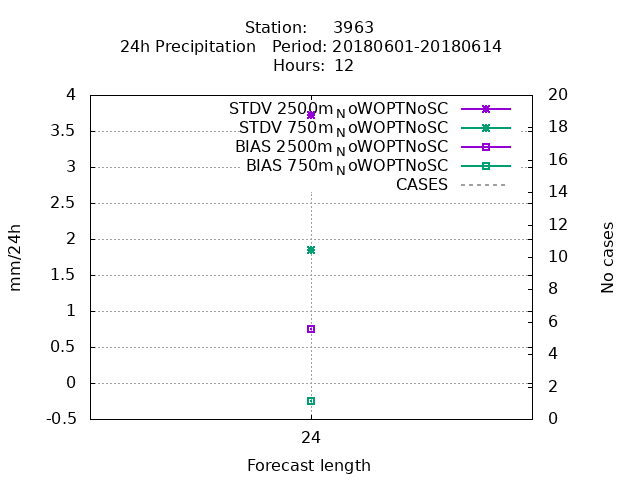 Station: 3963
24h Precipitation Period: 20180601-20180614
Hours: 12
4
3.5
3
2.5
2
1.5
1
0.5
0
-0.5
20
18
16
14
12
10
8
6
4
2
0
STDV 2500m_NoWOPTNoSC
STDV 750m_NoWOPTNoSC
BIAS 2500m_NoWOPTNoSC
BIAS 750m_NoWOPTNoSC
CASES
mm/24h
No cases
24
Forecast length